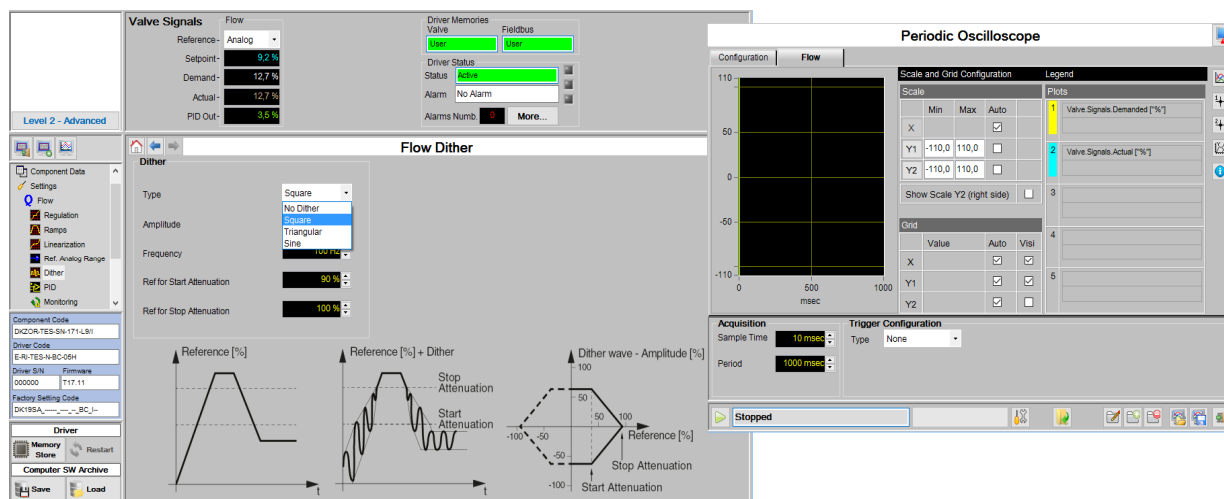 Level 2 - Advanced
Valve Signals
Flow
Reference
Analog
Setpoint
9,2 %
Demand
12,7 %
Actual
12,7 %
PID Out
3,5 %
Driver Memories
Valve
Fieldbus
User
User
Driver Status
Status
Active
Alarm
No Alarm
Alarms Numb.
0
More...
Component Data
Settings
Flow
Regulation
Ramps
Linearization
Ref. Analog Range
Dither
PID
Monitoring
Component Code
DKZOR-TES-SN-171-L9/I
Driver Code
E-RI-TES-N-BC-05H
Driver S/N
Firmware
000000
T17.11
Factory Setting Code
Driver
Memory Store
Restart
Computer SW Archive
Save
Load
Flow Dither
Dither
Type
Square
No Dither
Square
Triangular
Sine
Amplitude
Frequency
100 Hz
Ref for Start Attenuation
90 %
Ref for Stop Attenuation
100 %
Reference [%]
t
Reference [%] + Dither
Stop Attenuation
Start Attenuation
t
Dither wave - Amplitude [%]
100
50
50 100
-100 -50
Reference [%]
-50
Stop Attenuation
-100
Start Attenuation
Periodic Oscilloscope
Configuration
Flow
110
50
0
-50
-110
0 500 1000
msec
Scale and Grid Configuration
Legend
Scale
Min Max Auto
X
Y1 -110,0 110,0
Y2 -110,0 110,0
Show Scale Y2 (right side)
Grid
Value Auto Visi
X
Y1
Y2
Plots
1 Valve.Signals.Demanded ["%"]
2 Valve.Signals.Actual ["%"]
3
4
5
Acquisition
Sample Time
10 msec
Period
1000 msec
Trigger Configuration
Type
None
Stopped